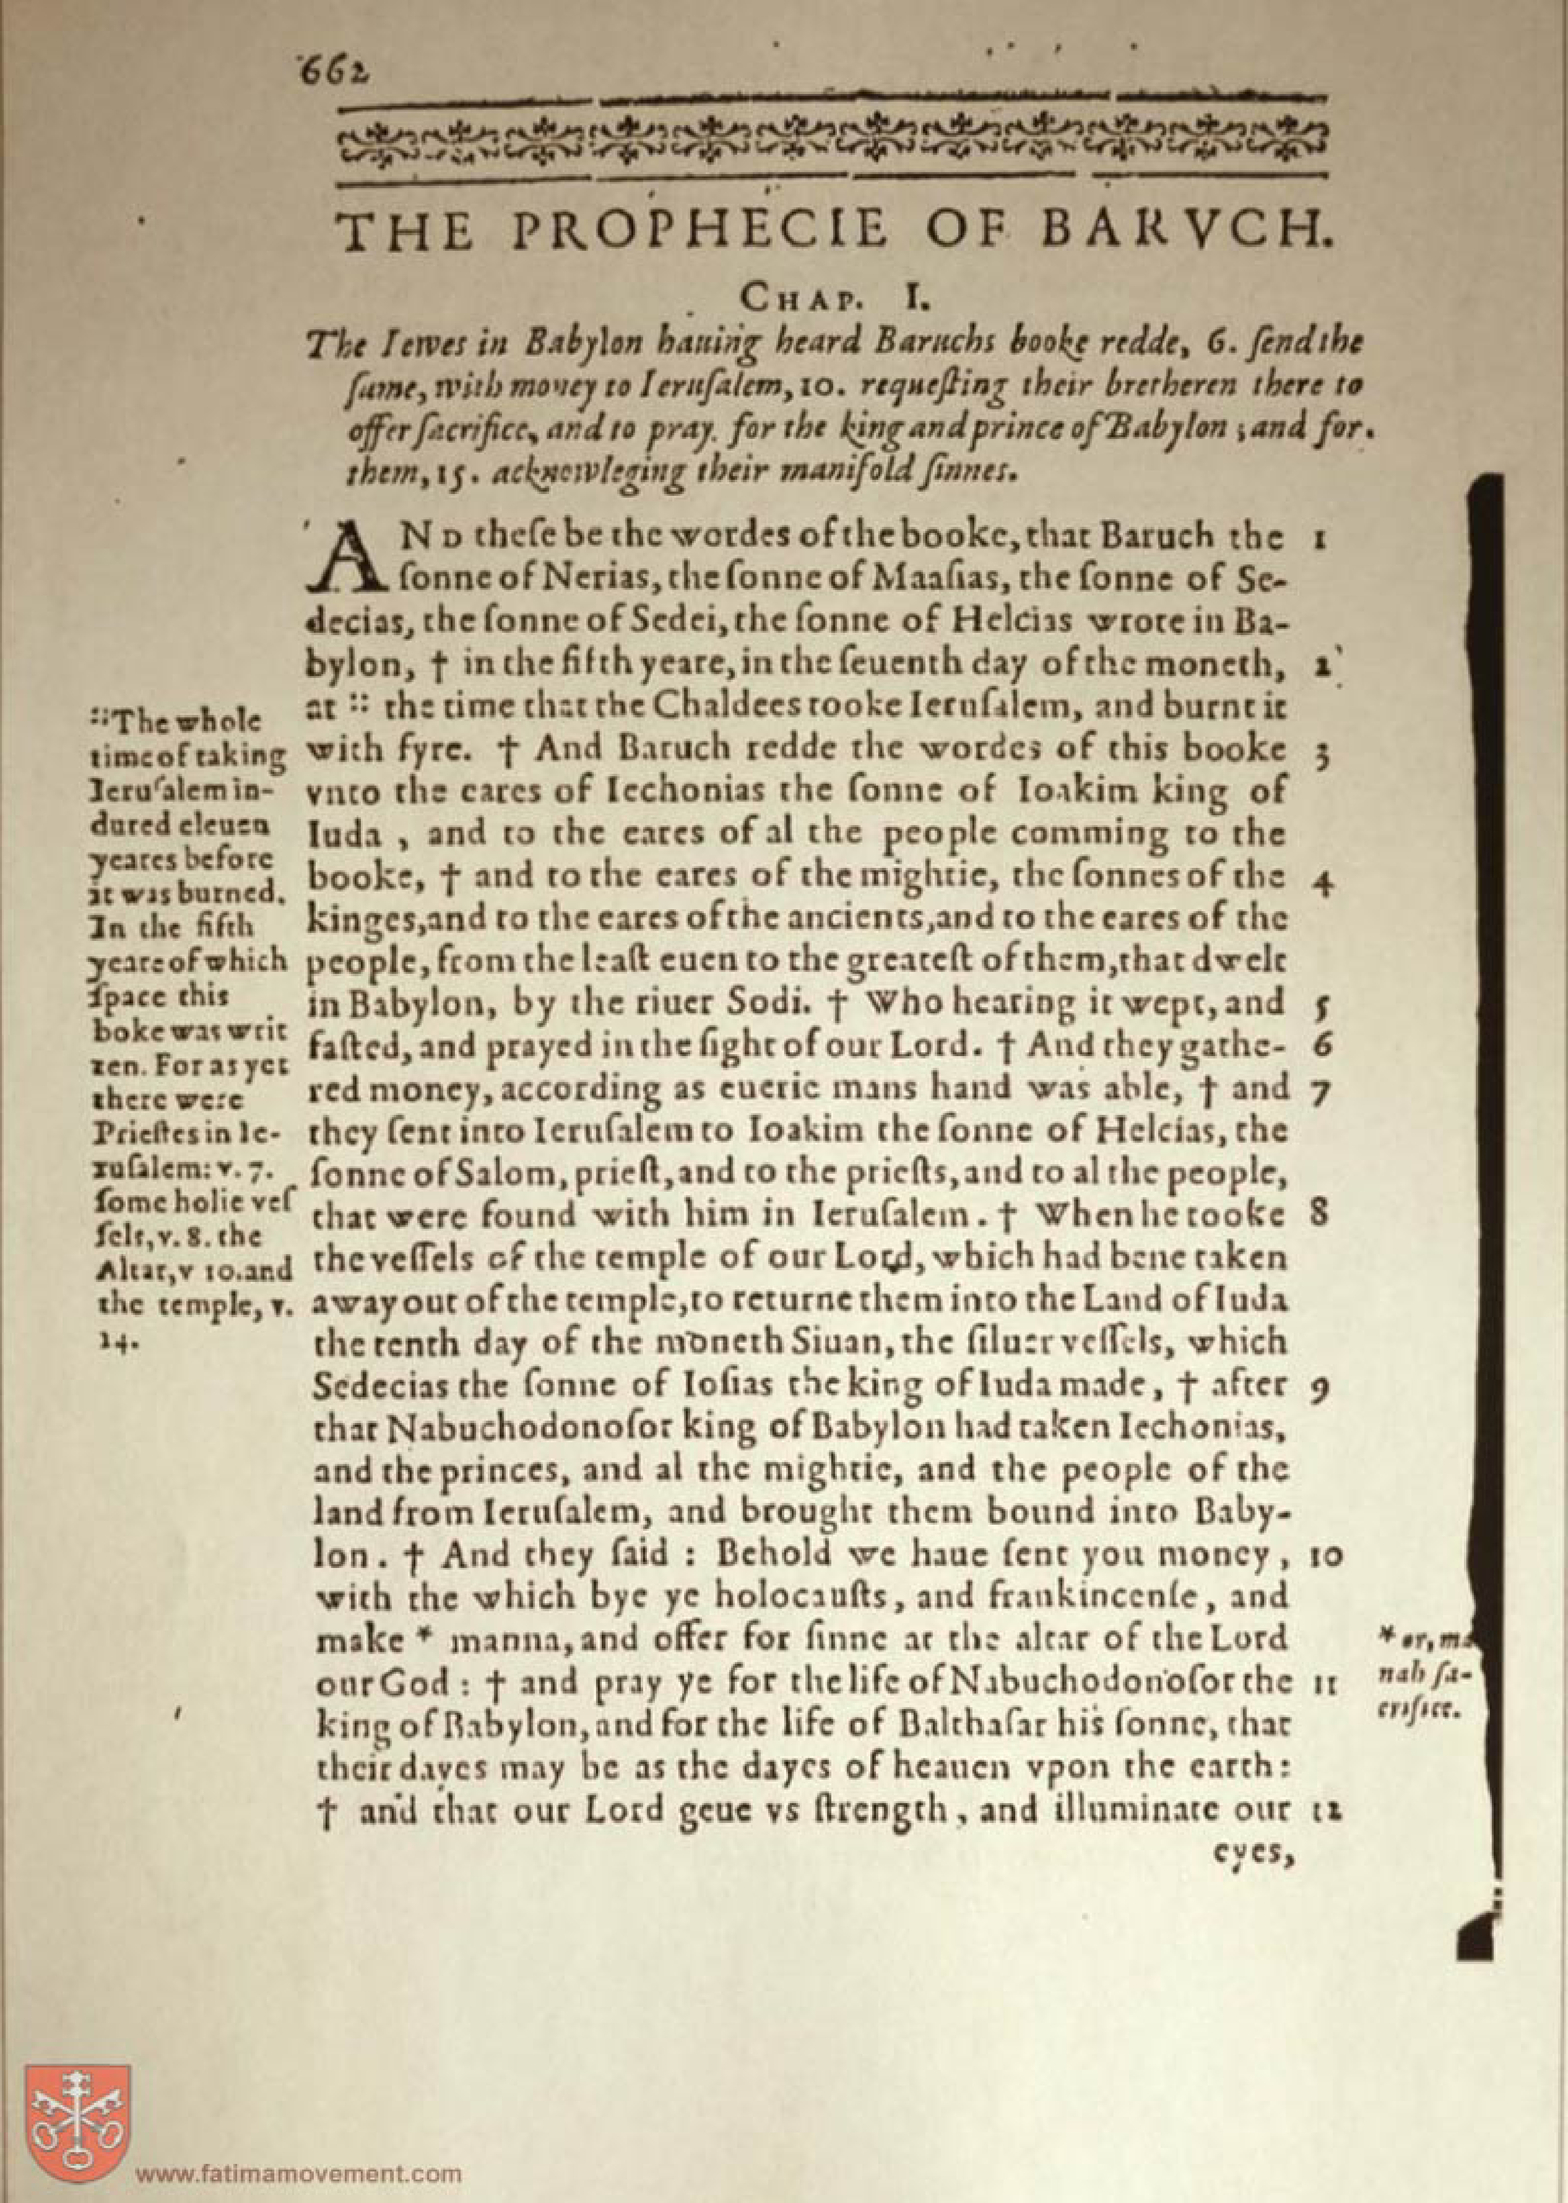 662
THE PROPHECIE OF BARVCH.
CHAP. I.
The Iewes in Babylon hauing heard Baruchs booke redde, 6. ſend the
ſame, with money to Ieruſalem, 10. requeſting their bretheren there to
offer ſacrifice, and to pray. for the king and prince of Babylon ; and for.
them, 15. acknowleging their manifold ſinnes.
AND theſe be the wordes of the booke, that Baruch the 1
ſonne of Nerias, the ſonne of Maaſias, the ſonne of Se-
decias, the ſonne of Sedei, the ſonne of Helcias wrote in Ba-
bylon, † in the fifth yeare, in the ſeuenth day of the moneth, 2
at :: the time that the Chaldees tooke Ieruſalem, and burnt it
with fyre. † And Baruch redde the wordes of this booke 3
vnto the eares of Iechonias the ſonne of Ioakim king of
Iuda , and to the eares of al the people comming to the
booke, † and to the eares of the mightie, the ſonnes of the 4
kinges, and to the eares of the ancients, and to the eares of the
people, from the leaſt euen to the greateſt of them, that dwelt
in Babylon, by the riuer Sodi. † Who hearing it wept, and 5
faſted, and prayed in the ſight of our Lord. † And they gathe- 6
red money, according as euerie mans hand was able, † and 7
they ſent into Ieruſalem to Ioakim the ſonne of Helcias, the
ſonne of Salom, prieſt, and to the prieſts, and to al the people,
that were found with him in Ieruſalem. † When he tooke 8
the veſſels of the temple of our Lord, which had bene taken
away out of the temple, to returne them into the Land of Iuda
the tenth day of the moneth Siuan, the ſiluer veſſels, which
Sedecias the ſonne of Ioſias the king of Iuda made, † after 9
that Nabuchodonoſor king of Babylon had taken Iechonias,
and the princes, and al the mightie, and the people of the
land from Ieruſalem, and brought them bound into Baby-
lon. † And they ſaid : Behold we haue ſent you money, 10
with the which bye ye holocauſts, and frankincenſe, and
make * manna, and offer for ſinne at the altar of the Lord
our God : † and pray ye for the life of Nabuchodonoſor the 11
king of Babylon, and for the life of Balthaſar his ſonne, that
their dayes may be as the dayes of heauen vpon the earth:
† and that our Lord geue vs ſtrength, and illuminate our 12
eyes,
::The whole
time of taking
Ieruſalem in-
dured eleuen
yeares before
it was burned.
In the fifth
yeare of which
ſpace this
boke was writ
ten. For as yet
there were
Prieſtes in Ie-
ruſalem: v. 7.
ſome holie veſ
ſels, v. 8. the
Altar, v 10. and
the temple, v.
14.
* or,
nah ſa-
crifice.
www.fatimamovement.com